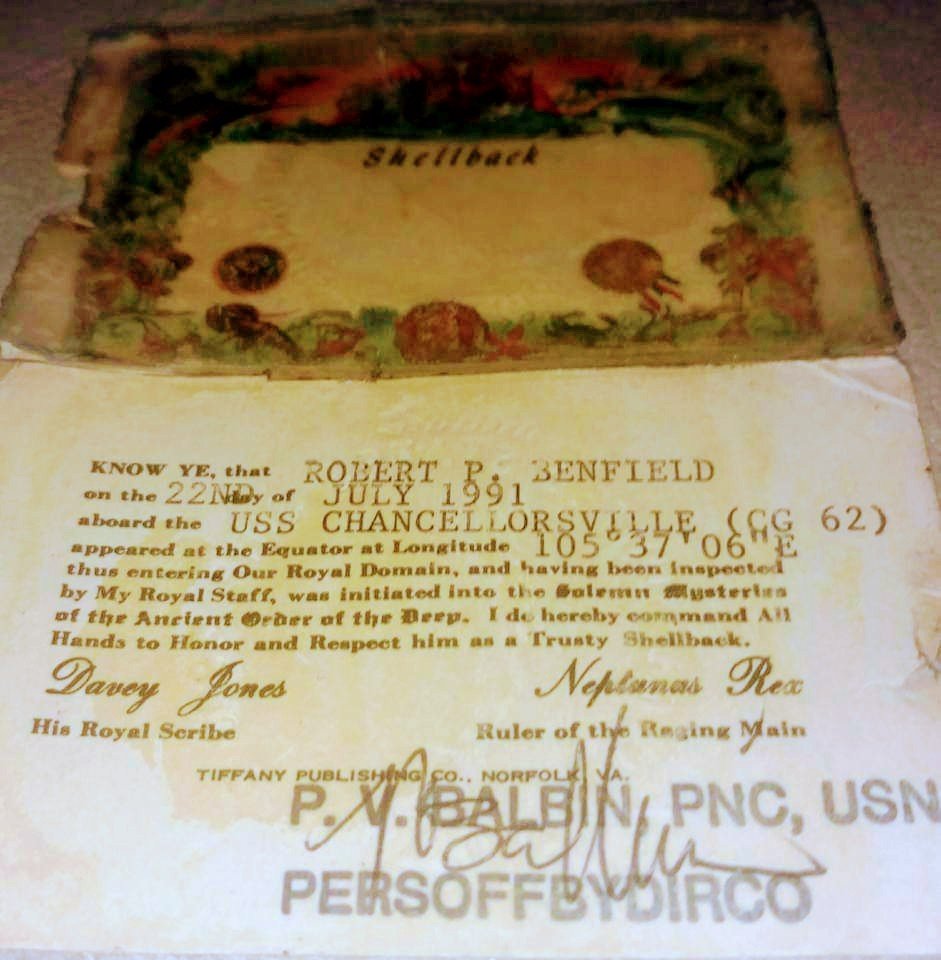 Shellback
KNOW YE, that ROBERT P. BENFIELD
on the 22ND day of JULY 1991
aboard the USS CHANCELLORSVILLE (CG 62)
appeared at the Equator at Longitude 105°37'06"E
thus entering Our Royal Domain, and having been inspected
by My Royal Staff, was initiated into the Solemn Mysteries
of the Ancient Order of the Deep. I do hereby command All
Hands to Honor and Respect him as a Trusty Shellback.
Davey Jones Neptunas Rex
His Royal Scribe Ruler of the Raging Main
TIFFANY PUBLISHING CO., NORFOLK, VA.
P. V. BALBIN, PNC, USN
PERSOFFBYDIRCO